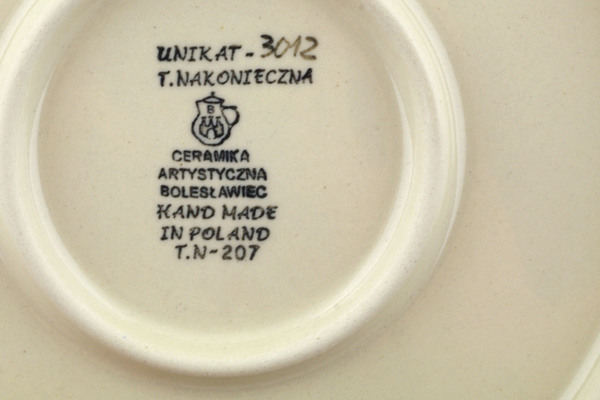 UNIKAT - 3012
T.NAKONIECZNA
B
CERAMIKA
ARTYSTYCZNA
BOLESŁAWIEC
HAND MADE
IN POLAND
T.N-207